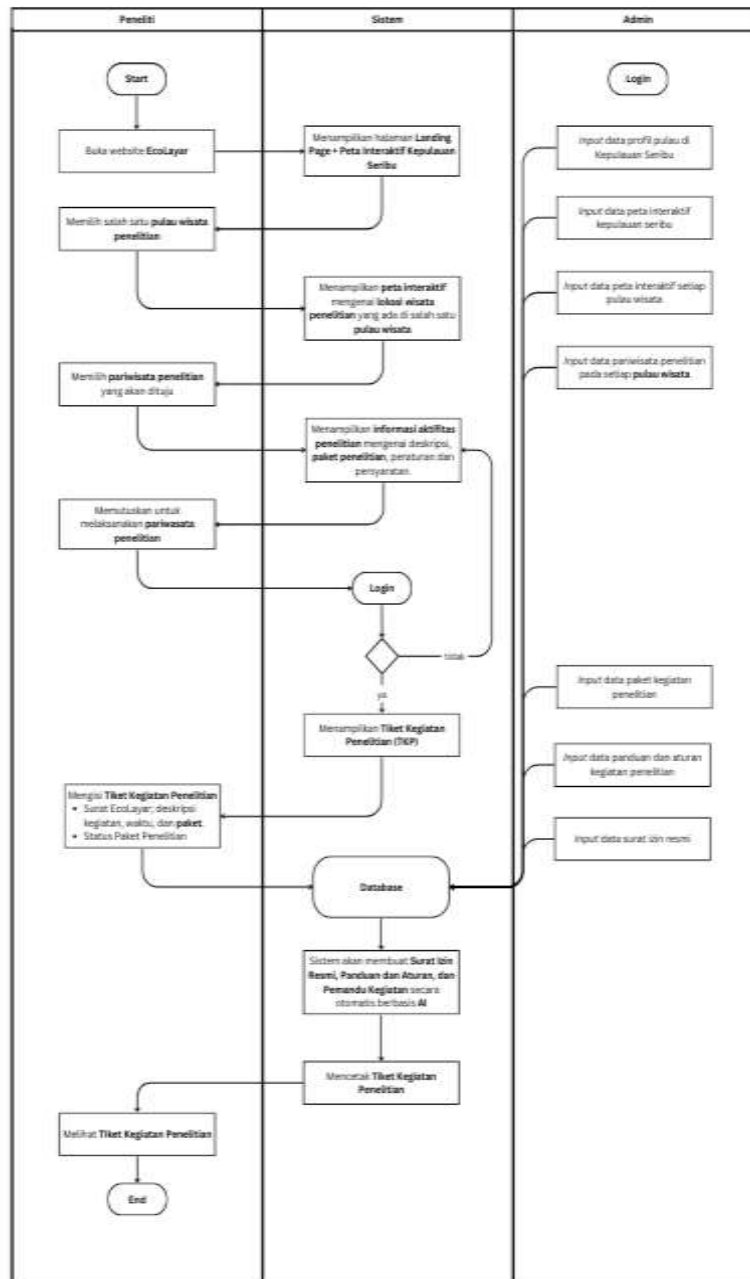 Peneliti
Sistem
Admin
Start
Login
Buka website EcoLayar
Menampilkan halaman Landing
Page + Peta Interaktif Kepulauan
Seribu
Input data profil pulau di
Kepulauan Seribu
Memilih salah satu pulau wisata
penelitian
Input data peta interaktif
kepulauan seribu
Menampilkan peta interaktif
mengenai lokasi wisata
penelitian yang ada di salah satu
pulau wisata
Input data peta interaktif setiap
pulau wisata
Memilih pariwisata penelitian
yang akan dituju
Input data pariwisata penelitian
pada setiap pulau wisata
Menampilkan informasi aktifitas
penelitian mengenai deskripsi,
paket penelitian, peraturan dan
persyaratan.
Memutuskan untuk
melaksanakan pariwasata
penelitian
Login
tidak
ya
Input data paket kegiatan
penelitian
Menampilkan Tiket Kegiatan
Penelitian (TKP)
Input data panduan dan aturan
kegiatan penelitian
Mengisi Tiket Kegiatan Penelitian
• Surat EcoLayar, deskripsi
kegiatan, waktu, dan paket.
• Status Paket Penelitian
Input data surat izin resmi
Database
Sistem akan membuat Surat Izin
Resmi, Panduan dan Aturan, dan
Pemandu Kegiatan secara
otomatis berbasis AI
Mencetak Tiket Kegiatan
Penelitian
Melihat Tiket Kegiatan Penelitian
End